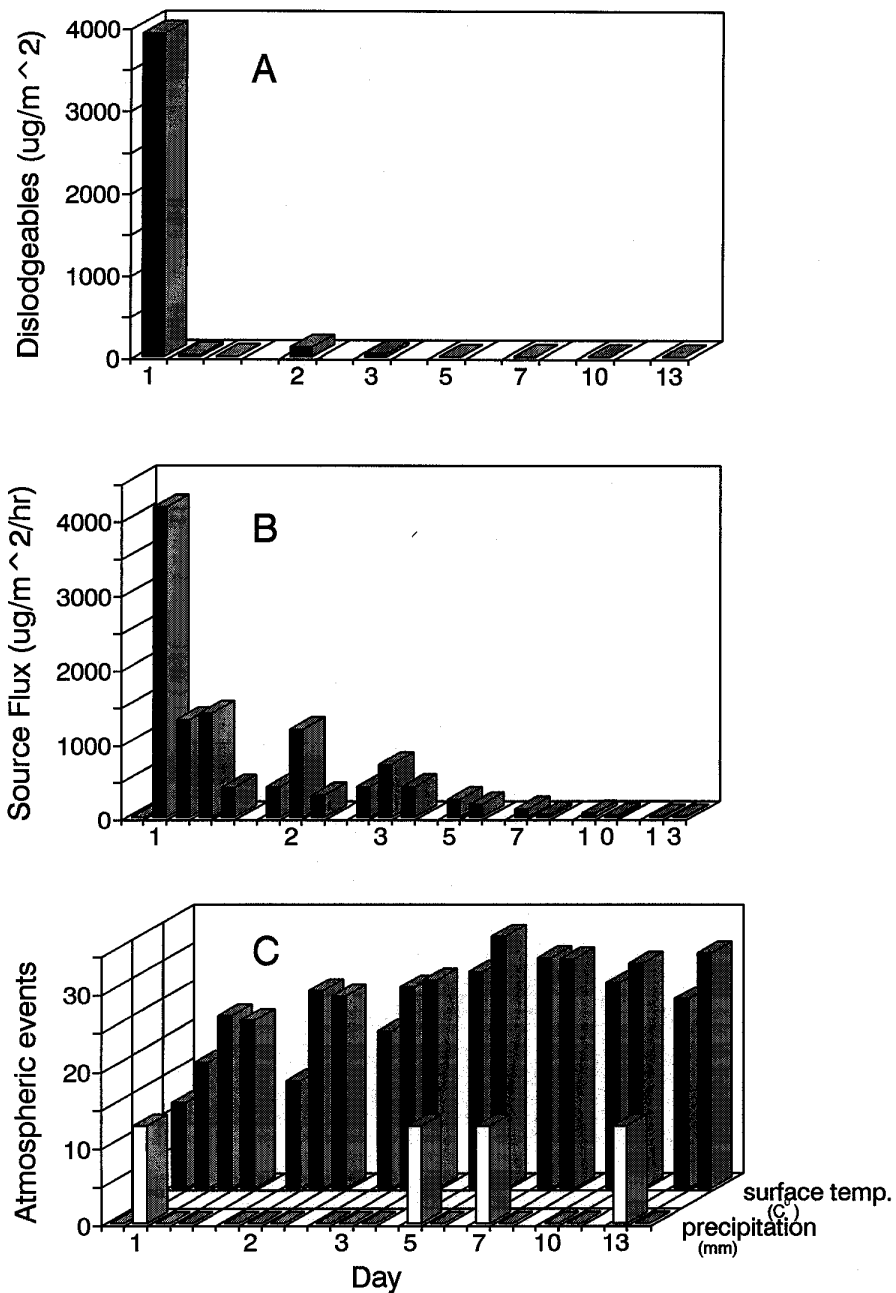 A
Dislodgeables (ug/m ^ 2)
4000
3000
2000
1000
0
1 2 3 5 7 10 13
B
Source Flux (ug/m ^ 2/hr)
4000
3000
2000
1000
0
1 2 3 5 7 1 0 1 3
C
Atmospheric events
30
20
10
0
1 2 3 5 7 10 13
surface temp.
(C°)
precipitation
(mm)
Day